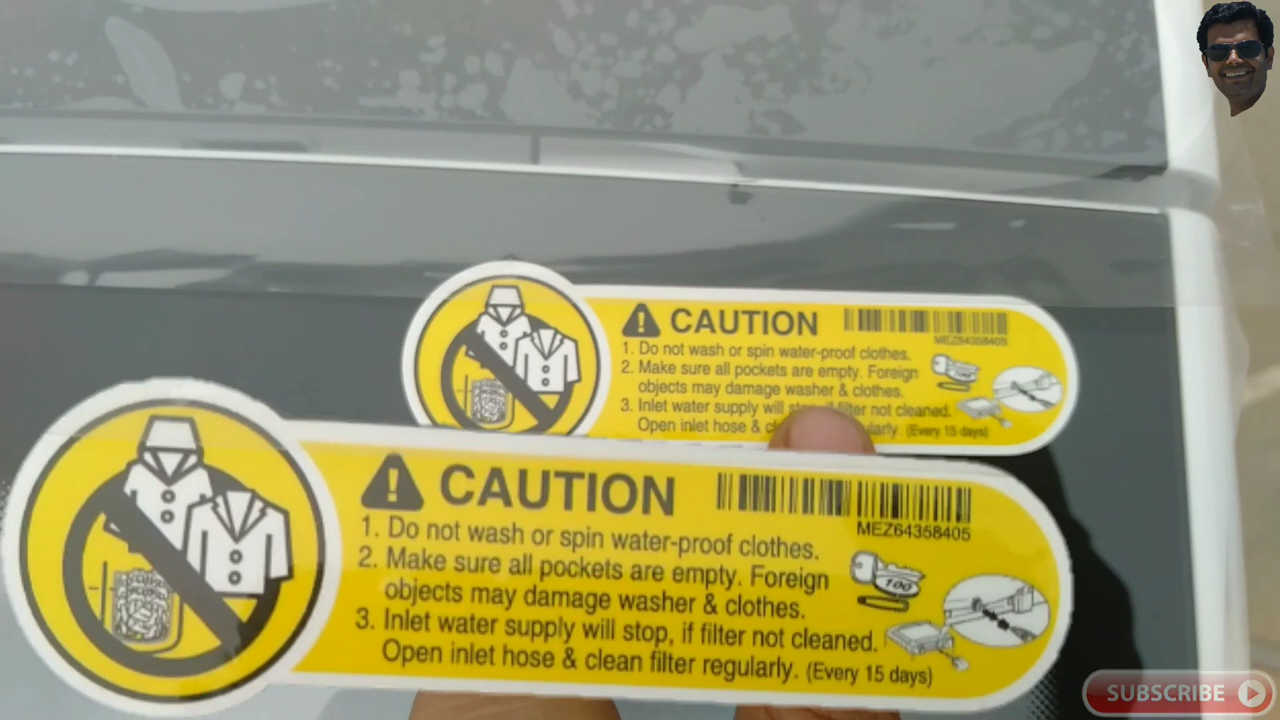 CAUTION
MEZ64358405
1. Do not wash or spin water-proof clothes.
2. Make sure all pockets are empty. Foreign
objects may damage washer & clothes.
3. Inlet water supply will stop, if filter not cleaned.
Open inlet hose & regularly. (Every 15 days)
CAUTION
MEZ64358405
1. Do not wash or spin water-proof clothes.
2. Make sure all pockets are empty. Foreign
objects may damage washer & clothes.
100
3. Inlet water supply will stop, if filter not cleaned.
Open inlet hose & clean filter regularly. (Every 15 days)
SUBSCRIBE